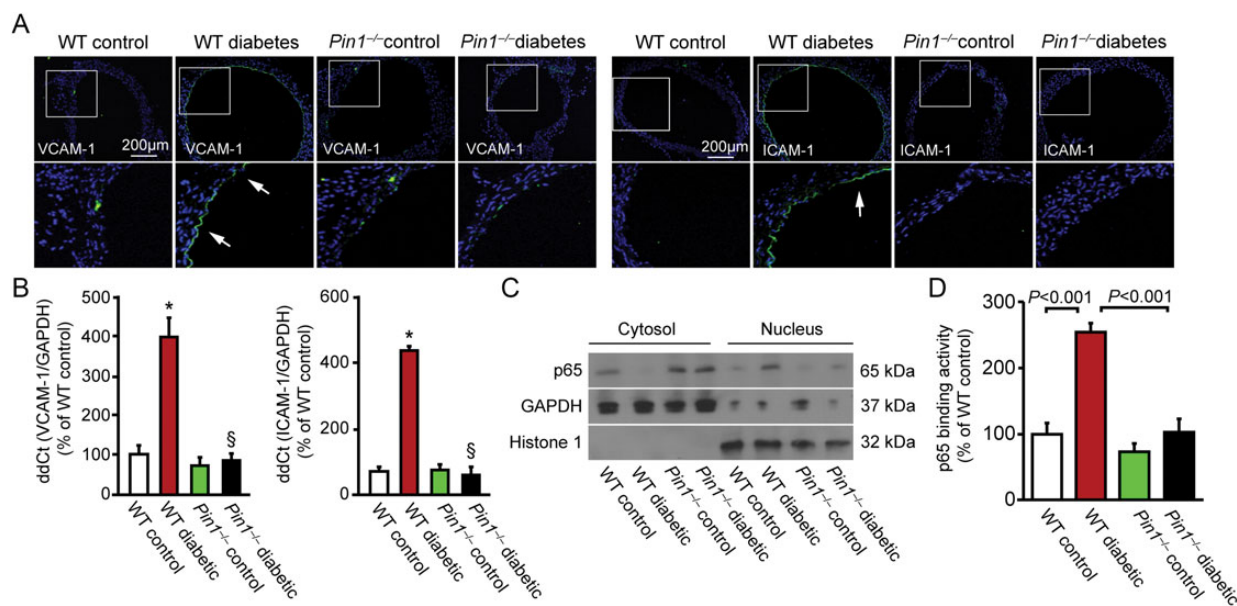 A
WT control
WT diabetes
Pin1–/–control
Pin1–/–diabetes
WT control
WT diabetes
Pin1–/–control
Pin1–/–diabetes
VCAM-1
200µm
VCAM-1
VCAM-1
VCAM-1
200µm
ICAM-1
ICAM-1
ICAM-1
B
ddCt (VCAM-1/GAPDH)
(% of WT control)
500
400
300
200
100
0
*
§
WT control
WT diabetic
Pin1–/– control
Pin1–/– diabetic
ddCt (ICAM-1/GAPDH)
(% of WT control)
600
400
200
0
*
§
WT control
WT diabetic
Pin1–/– control
Pin1–/– diabetic
C
Cytosol
Nucleus
p65
65 kDa
GAPDH
37 kDa
Histone 1
32 kDa
WT control
WT diabetic
Pin1–/– control
Pin1–/– diabetic
WT control
WT diabetic
Pin1–/– control
Pin1–/– diabetic
D
p65 binding activity
(% of WT control)
300
200
100
0
P<0.001
P<0.001
WT control
WT diabetic
Pin1–/– control
Pin1–/– diabetic